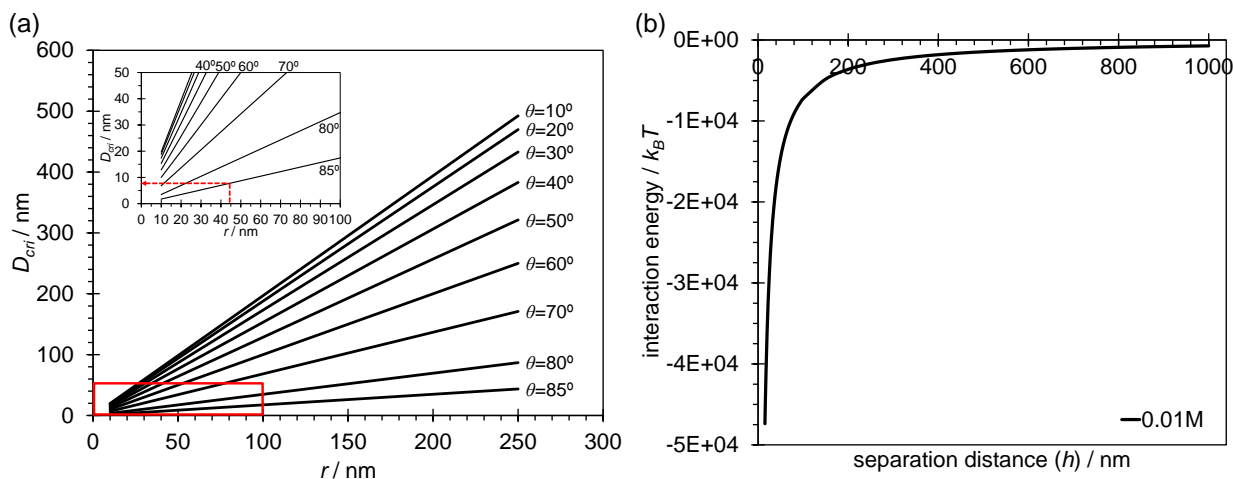 (a)
600
500
400
300
200
100
0
D_cri / nm
0 50 100 150 200 250 300
r / nm
θ=10º
θ=20º
θ=30º
θ=40º
θ=50º
θ=60º
θ=70º
θ=80º
θ=85º
40º 50º 60º 70º
80º
85º
50
40
30
20
10
0
D_cri / nm
0 10 20 30 40 50 60 70 80 90 100
r / nm
(b)
0E+00
-1E+04
-2E+04
-3E+04
-4E+04
-5E+04
interaction energy / k_BT
0 200 400 600 800 1000
0.01M
separation distance (h) / nm